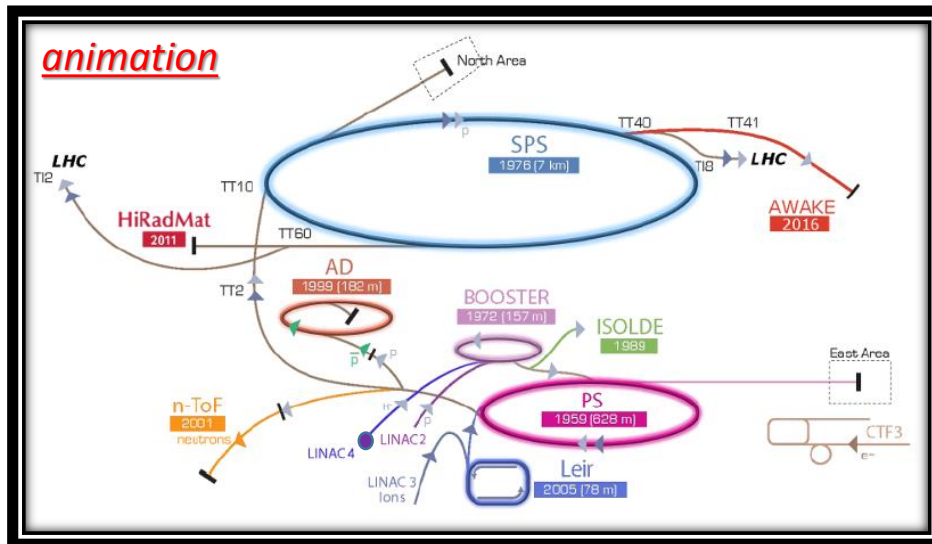 animation
North Area
p
SPS
1976 (7 km)
TT40
TT41
TI8
LHC
AWAKE
2016
LHC
TI2
TT10
HiRadMat
2011
TT60
TT2
AD
1999 (182 m)
BOOSTER
1972 (157 m)
ISOLDE
1989
East Area
p̅
p
n-ToF
2001
neutrons
H-
p
PS
1959 (628 m)
LINAC 4
LINAC 2
CTF3
e-
LINAC 3
Ions
Leir
2005 (78 m)